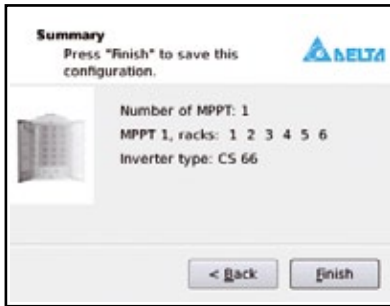 Summary
Press "Finish" to save this
configuration.
DELTA
Number of MPPT: 1
MPPT 1, racks: 1 2 3 4 5 6
Inverter type: CS 66
< Back
Finish